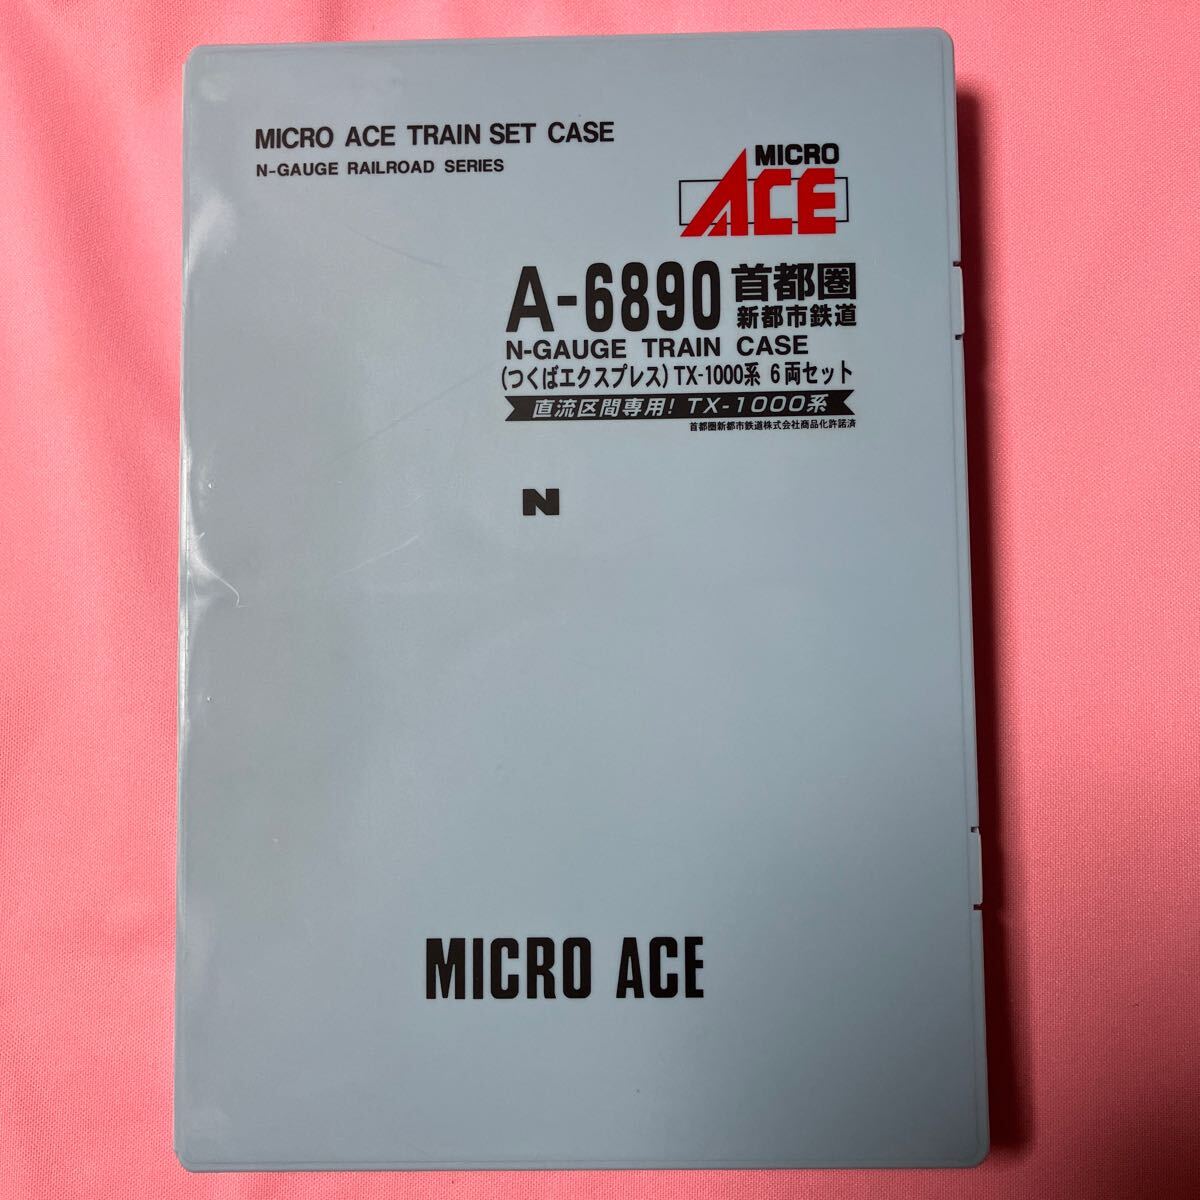 MICRO ACE TRAIN SET CASE
N-GAUGE RAILROAD SERIES
MICRO
ACE
A-6890 首都圏
新都市鉄道
N-GAUGE TRAIN CASE
(つくばエクスプレス) TX-1000系 6両セット
直流区間専用! TX-1000系
首都圏新都市鉄道株式会社商品化許諾済
N
MICRO ACE